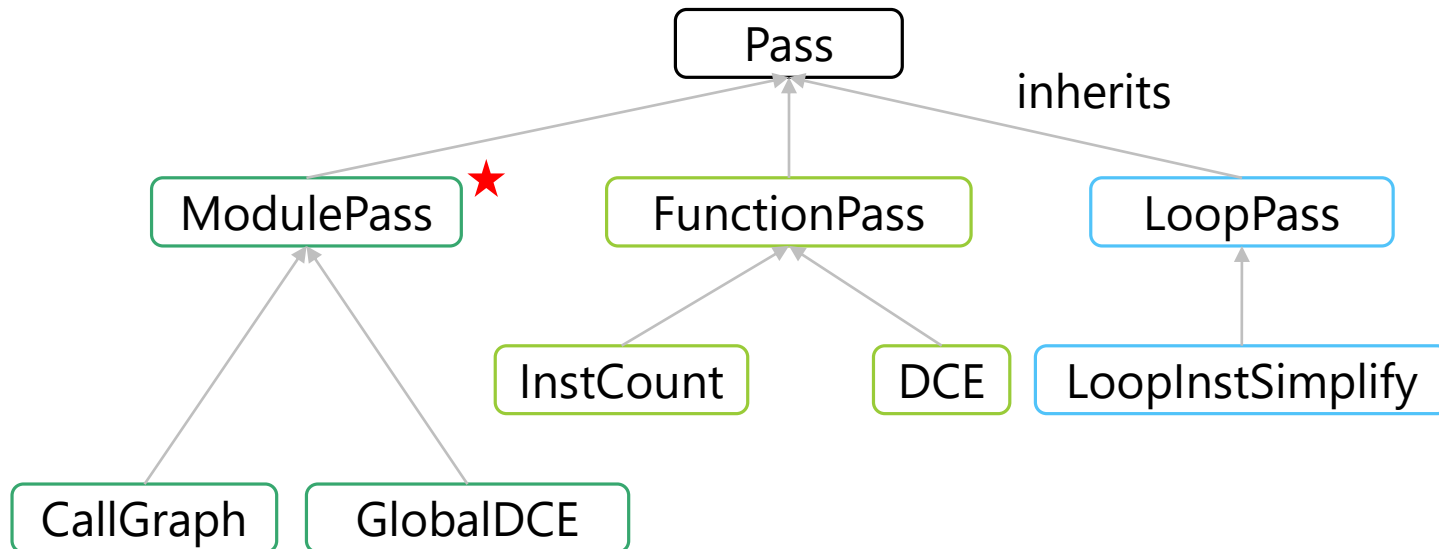 Pass
inherits
ModulePass
FunctionPass
LoopPass
InstCount
DCE
LoopInstSimplify
CallGraph
GlobalDCE